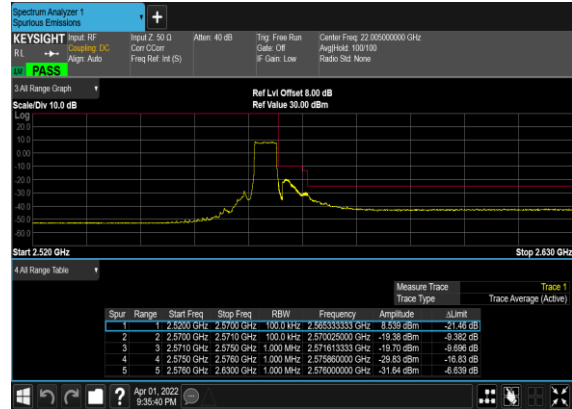 Spectrum Analyzer 1
Spurious Emissions
KEYSIGHT Input: RF Input Z: 50 Ω Atten: 40 dB Trig: Free Run Center Freq: 22.005000000 GHz
RL Coupling: DC Corr CCorr Gate: Off Avg|Hold: 100/100
Align: Auto Freq Ref: Int (S) IF Gain: Low Radio Std: None
PASS
3 All Range Graph
Ref Lvl Offset 8.00 dB
Scale/Div 10.0 dB Ref Value 30.00 dBm
Log
20.0
10.0
0.00
-10.0
-20.0
-30.0
-40.0
-50.0
-60.0
Start 2.520 GHz Stop 2.630 GHz
4 All Range Table
Measure Trace Trace 1
Trace Type Trace Average (Active)
Spur Range Start Freq Stop Freq RBW Frequency Amplitude ΔLimit
1 1 2.5200 GHz 2.5700 GHz 100.0 kHz 2.565333333 GHz 8.539 dBm -21.46 dB
2 2 2.5700 GHz 2.5710 GHz 100.0 kHz 2.570025000 GHz -19.38 dBm -9.382 dB
3 3 2.5710 GHz 2.5750 GHz 1.000 MHz 2.571613333 GHz -19.70 dBm -9.696 dB
4 4 2.5750 GHz 2.5760 GHz 1.000 MHz 2.575860000 GHz -29.83 dBm -16.83 dB
5 5 2.5760 GHz 2.6300 GHz 1.000 MHz 2.576000000 GHz -31.64 dBm -6.639 dB
? Apr 01, 2022
9:35:40 PM